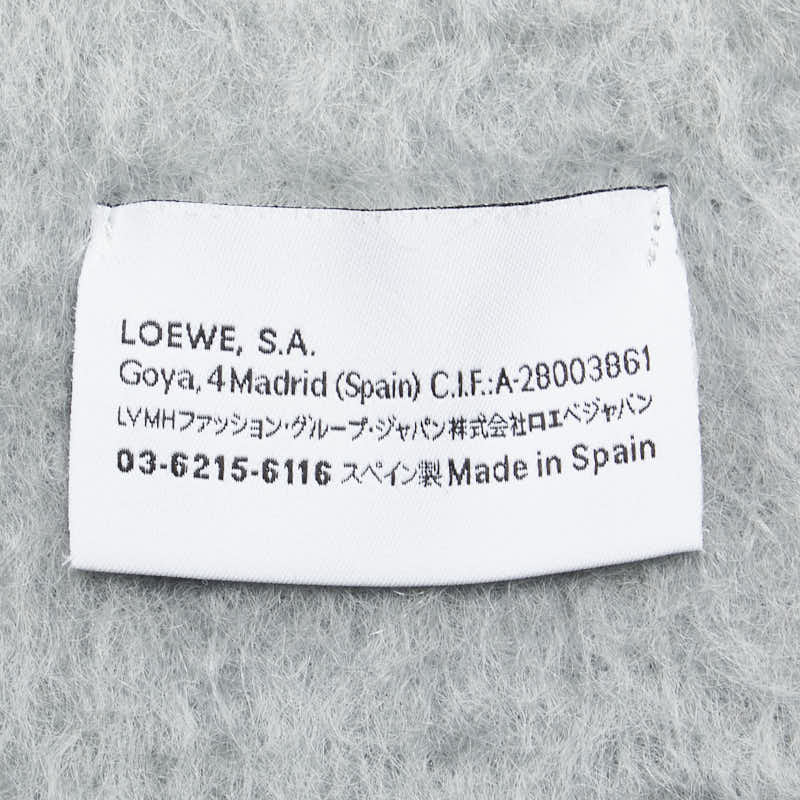 LOEWE, S.A.
Goya, 4 Madrid (Spain) C.I.F.:A-28003861
LVMHファッション・グループ・ジャパン株式会社ロエベジャパン
03-6215-6116 スペイン製 Made in Spain